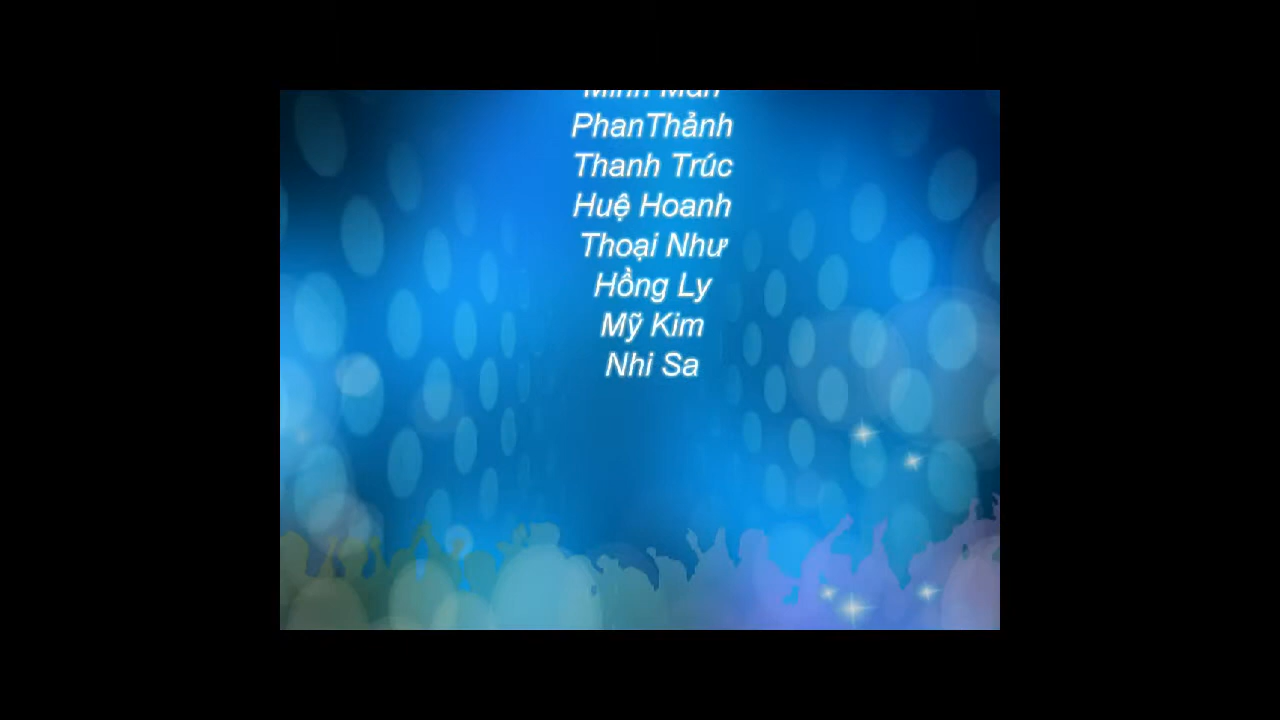 PhanThảnh
Thanh Trúc
Huệ Hoanh
Thoại Như
Hồng Ly
Mỹ Kim
Nhi Sa